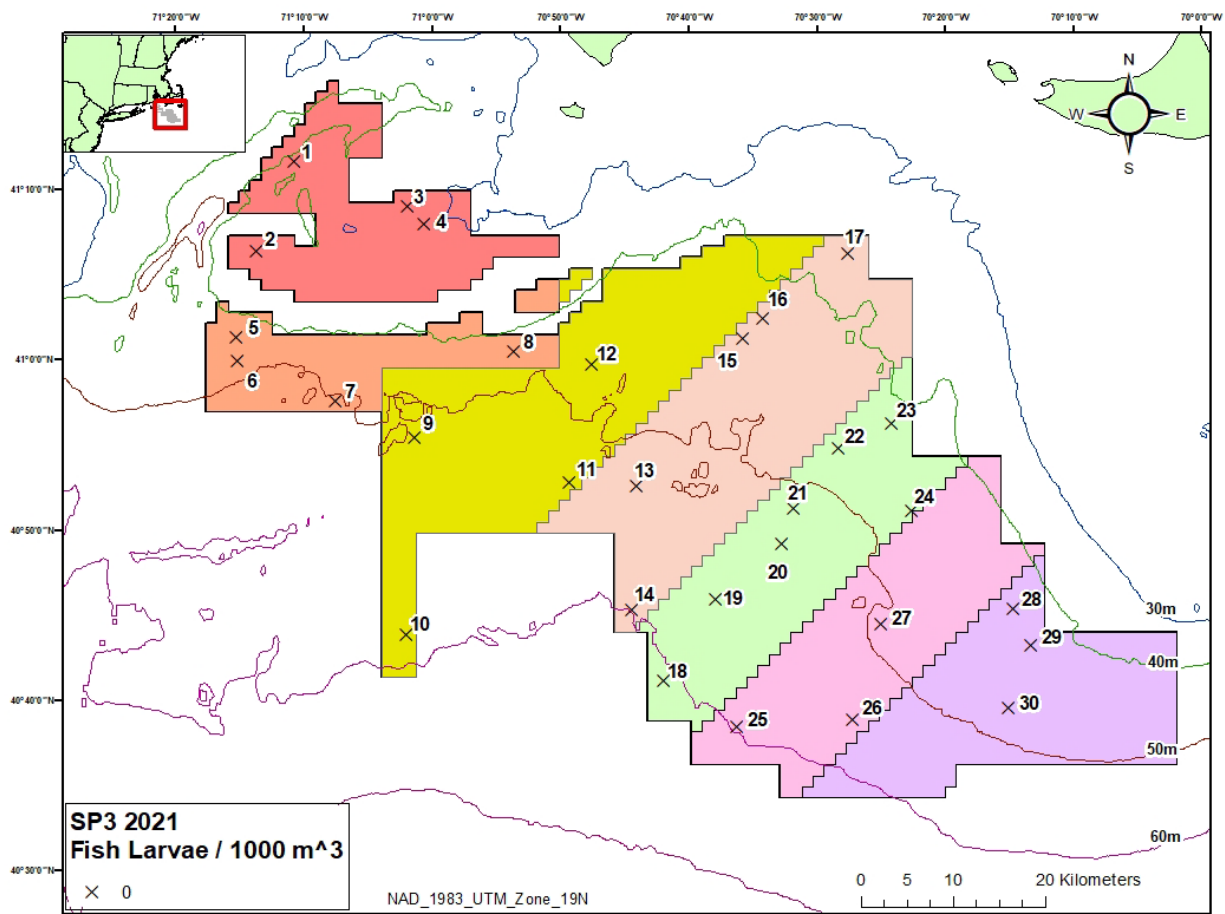 71°20'0"W 71°10'0"W 71°0'0"W 70°50'0"W 70°40'0"W 70°30'0"W 70°20'0"W 70°10'0"W 70°0'0"W
N
W E
S
1
41°10'0"N
3
4
2
17
16
5
8
15
12
41°0'0"N
6
7
9
23
22
11
13
21
24
40°50'0"N
20
14
19
28
30m
27
10
29
40m
18
40°40'0"N
25
26
30
50m
SP3 2021
Fish Larvae / 1000 m^3
0
60m
40°30'0"N
0 5 10 20 Kilometers
NAD_1983_UTM_Zone_19N